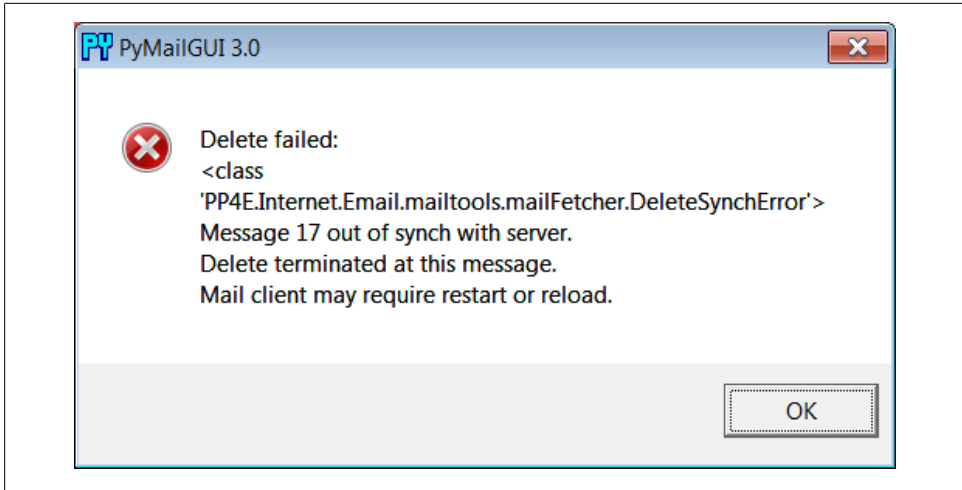 PY PyMailGUI 3.0
Delete failed:
<class
'PP4E.Internet.Email.mailtools.mailFetcher.DeleteSynchError'>
Message 17 out of synch with server.
Delete terminated at this message.
Mail client may require restart or reload.
OK